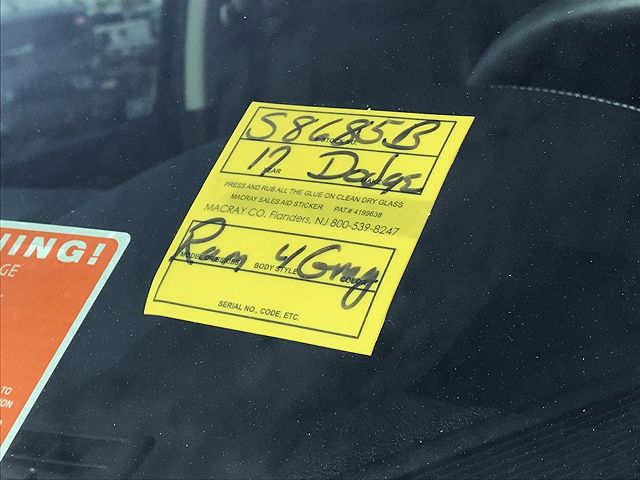 S8685B
STOCK NO.
17 Dodge
YEAR
PRESS AND RUB ALL THE GLUE ON CLEAN DRY GLASS
MACRAY SALES AID STICKER PAT.# 4199638
MACRAY CO. Flanders, NJ 800-539-8247
Ram 4 Gray
MODEL OR SERIES BODY STYLE COLOR
SERIAL NO., CODE, ETC.
NING!
GE
TO
ION